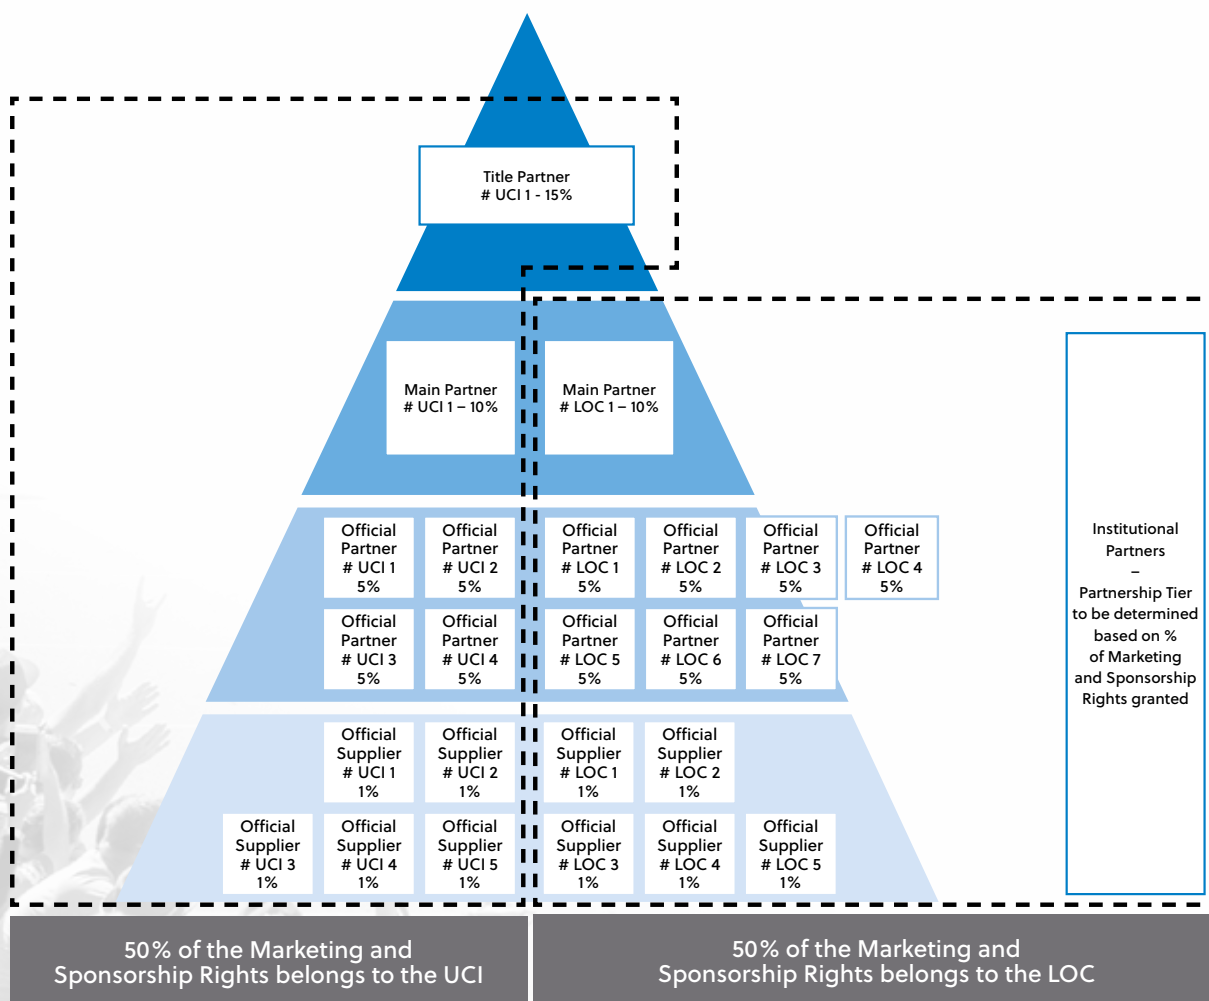 Title Partner
# UCI 1 - 15%
Main Partner
# UCI 1 – 10%
Main Partner
# LOC 1 – 10%
Official
Partner
# UCI 1
5%
Official
Partner
# UCI 2
5%
Official
Partner
# LOC 1
5%
Official
Partner
# LOC 2
5%
Official
Partner
# LOC 3
5%
Official
Partner
# LOC 4
5%
Official
Partner
# UCI 3
5%
Official
Partner
# UCI 4
5%
Official
Partner
# LOC 5
5%
Official
Partner
# LOC 6
5%
Official
Partner
# LOC 7
5%
Official
Supplier
# UCI 1
1%
Official
Supplier
# UCI 2
1%
Official
Supplier
# LOC 1
1%
Official
Supplier
# LOC 2
1%
Official
Supplier
# UCI 3
1%
Official
Supplier
# UCI 4
1%
Official
Supplier
# UCI 5
1%
Official
Supplier
# LOC 3
1%
Official
Supplier
# LOC 4
1%
Official
Supplier
# LOC 5
1%
Institutional
Partners
–
Partnership Tier
to be determined
based on %
of Marketing
and Sponsorship
Rights granted
50% of the Marketing and
Sponsorship Rights belongs to the UCI
50% of the Marketing and
Sponsorship Rights belongs to the LOC